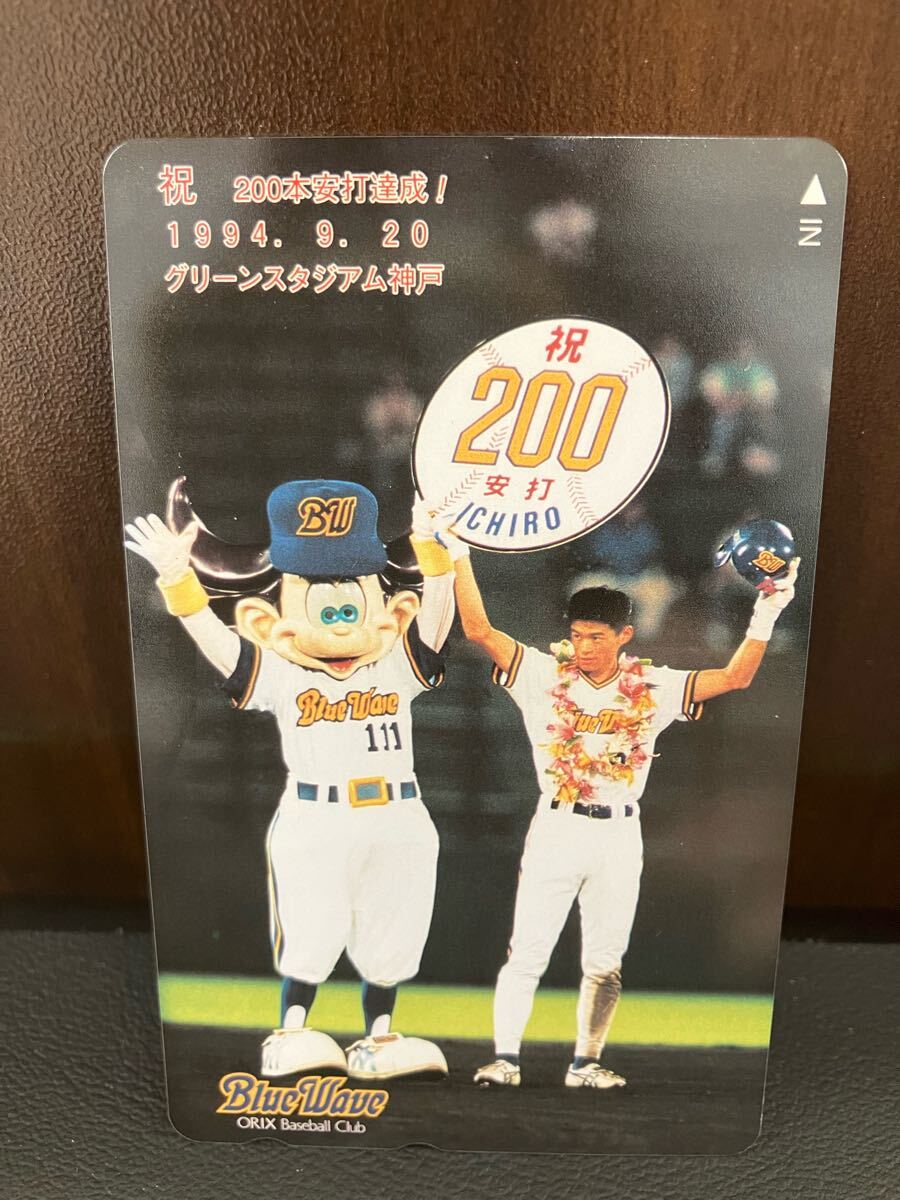 祝 200本安打達成!
1994. 9. 20
グリーンスタジアム神戸
IN
祝
200
安打
ICHIRO
BW
BW
Blue Wave
111
Blue Wave
ORIX Baseball Club